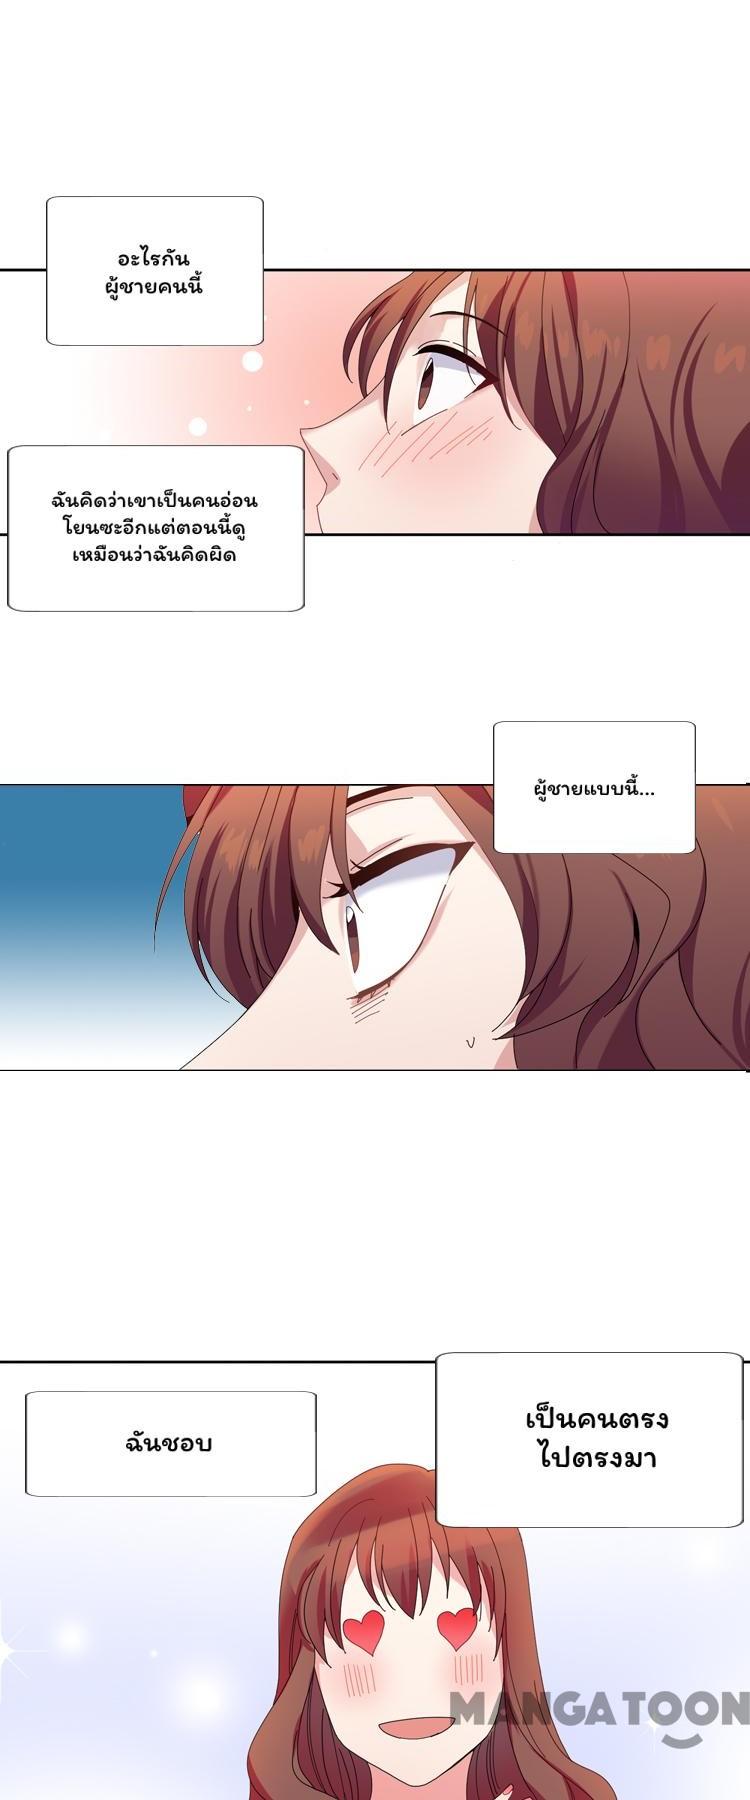 อะไรกัน
ผู้ชายคนนี้
ฉันคิดว่าเขาเป็นคนอ่อน
โยนซะอีกแต่ตอนนี้ดู
เหมือนว่าฉันคิดผิด
ผู้ชายแบบนี้...
เป็นคนตรง
ไปตรงมา
ฉันชอบ
MANGATOON